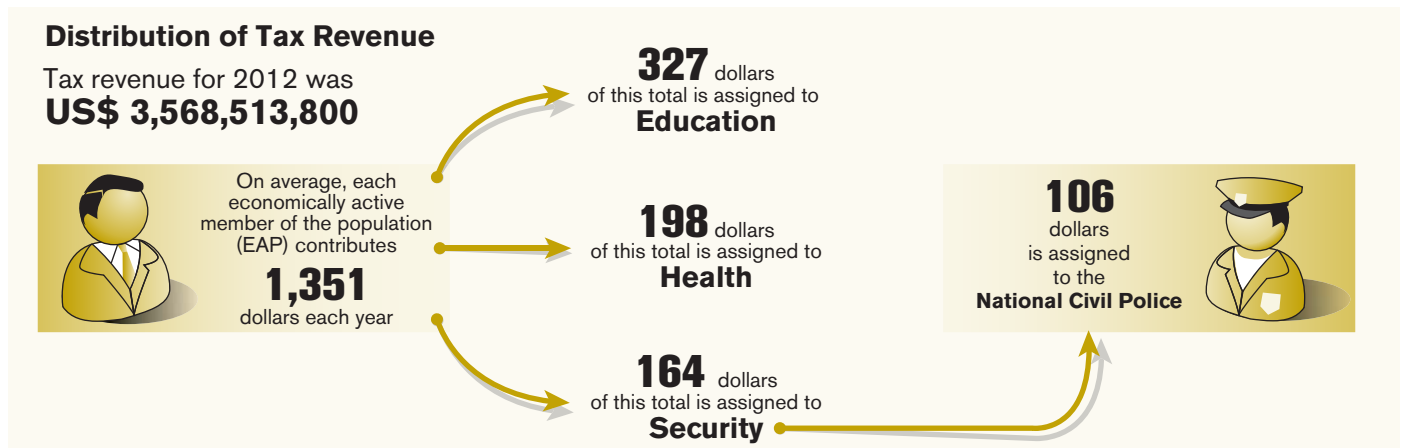 Distribution of Tax Revenue
Tax revenue for 2012 was
US$ 3,568,513,800
On average, each
economically active
member of the population
(EAP) contributes
1,351
dollars each year
327 dollars
of this total is assigned to
Education
198 dollars
of this total is assigned to
Health
164 dollars
of this total is assigned to
Security
106
dollars
is assigned
to the
National Civil Police